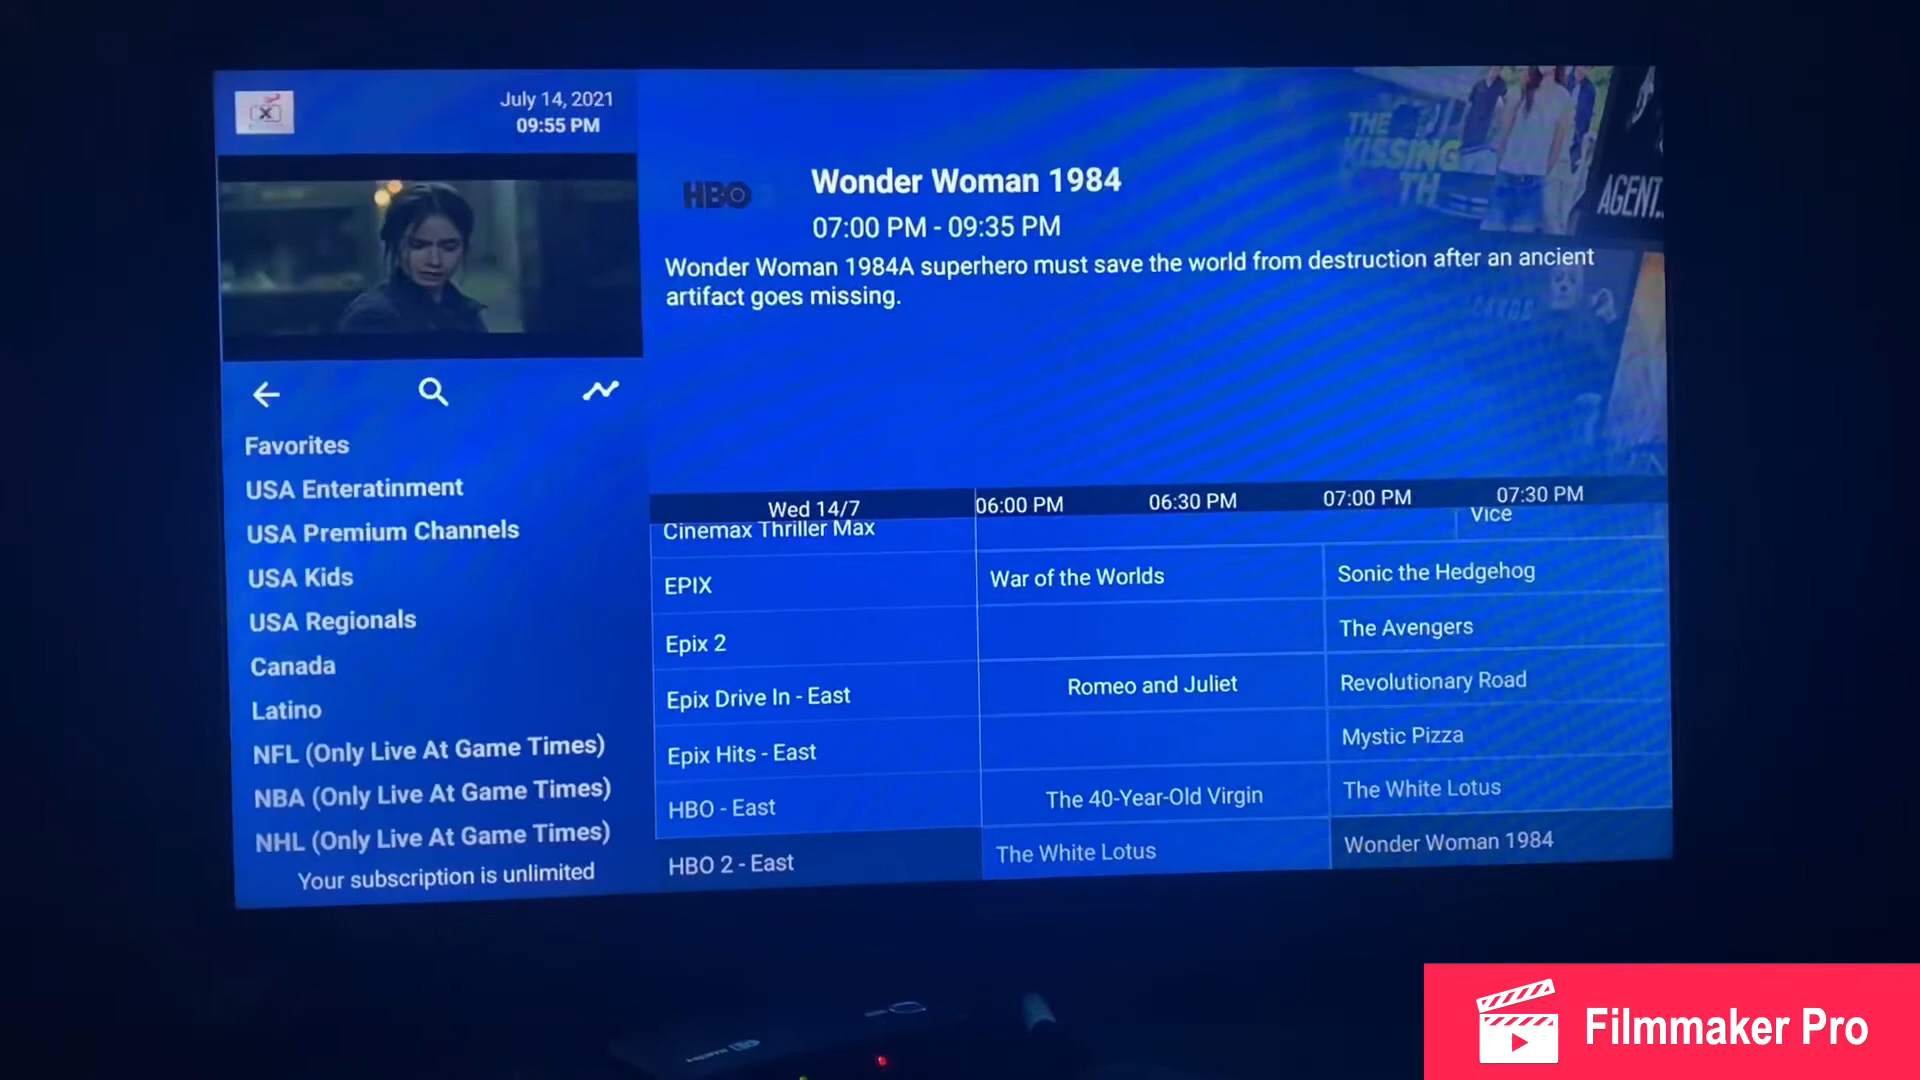 July 14, 2021
09:55 PM
HBO
Wonder Woman 1984
07:00 PM - 09:35 PM
Wonder Woman 1984A superhero must save the world from destruction after an ancient
artifact goes missing.
THE
KISSING
TH
AGENT..
CARDS
Favorites
USA Enteratinment
USA Premium Channels
USA Kids
USA Regionals
Canada
Latino
NFL (Only Live At Game Times)
NBA (Only Live At Game Times)
NHL (Only Live At Game Times)
Your subscription is unlimited
Wed 14/7 06:00 PM 06:30 PM 07:00 PM 07:30 PM
Cinemax Thriller Max Vice
EPIX War of the Worlds Sonic the Hedgehog
Epix 2 The Avengers
Epix Drive In - East Romeo and Juliet Revolutionary Road
Epix Hits - East Mystic Pizza
HBO - East The 40-Year-Old Virgin The White Lotus
HBO 2 - East The White Lotus Wonder Woman 1984
Filmmaker Pro